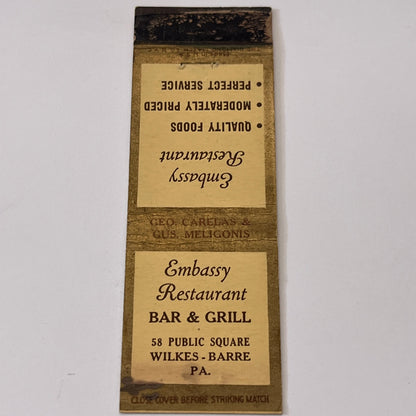 Embassy
Restaurant
• QUALITY FOODS
• MODERATELY PRICED
• PERFECT SERVICE
GEO. CARELAS &
GUS. MELIGONIS
Embassy
Restaurant
BAR & GRILL
58 PUBLIC SQUARE
WILKES-BARRE
PA.
CLOSE COVER BEFORE STRIKING MATCH